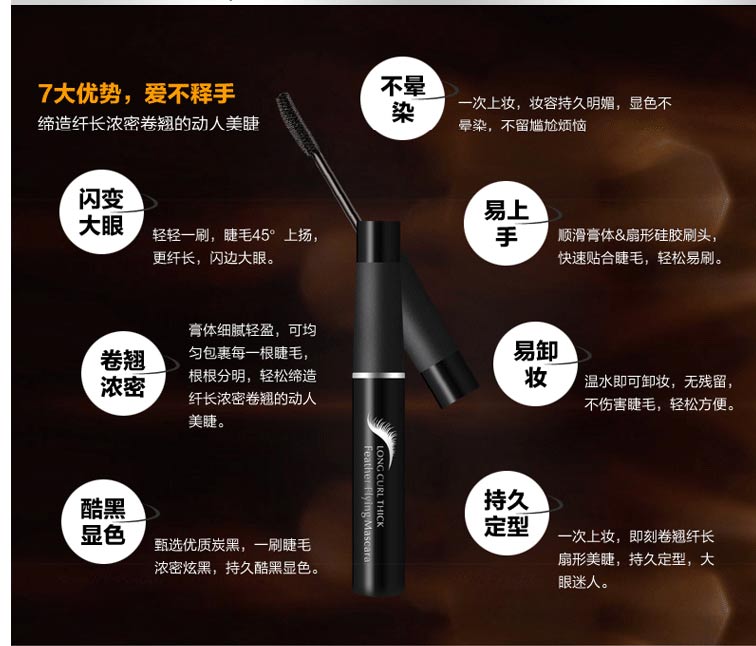 7大优势，爱不释手
缔造纤长浓密卷翘的动人美睫
不晕
染
一次上妆，妆容持久明媚，显色不
晕染，不留尴尬烦恼
闪变
大眼
轻轻一刷，睫毛45°上扬，
更纤长，闪边大眼。
易上
手
顺滑膏体&扇形硅胶刷头，
快速贴合睫毛，轻松易刷。
卷翘
浓密
膏体细腻轻盈，可均
匀包裹每一根睫毛，
根根分明，轻松缔造
纤长浓密卷翘的动人
美睫。
易卸
妆
温水即可卸妆，无残留，
不伤害睫毛，轻松方便。
酷黑
显色
甄选优质炭黑，一刷睫毛
浓密炫黑，持久酷黑显色。
持久
定型
一次上妆，即刻卷翘纤长
扇形美睫，持久定型，大
眼迷人。
LONG CURL THICK
Feather Flying Mascara